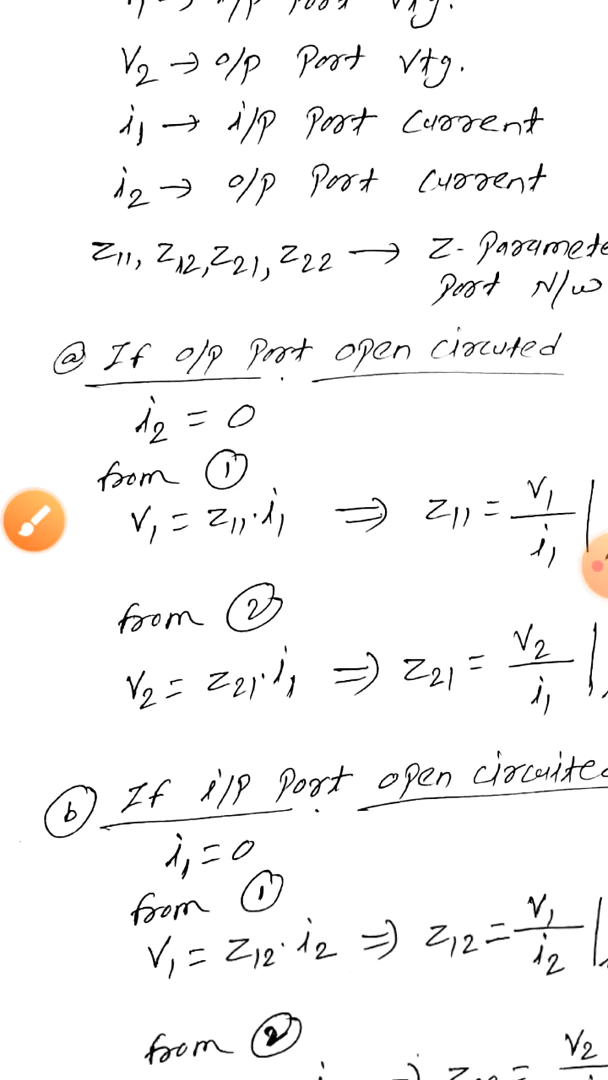 V₂ → o/p Port Vtg.
i₁ → i/p Port Current
i₂ → o/p Port Current
Z₁₁, Z₁₂, Z₂₁, Z₂₂ → Z-Paramete
Port N/w
ⓐ If o/p Port open circuted
i₂ = 0
from ①
V₁ = Z₁₁·i₁ ⇒ Z₁₁ = V₁/i₁ |
from ②
V₂ = Z₂₁·i₁ ⇒ Z₂₁ = V₂/i₁ |
ⓑ If i/p Port open circuited
i₁ = 0
from ①
V₁ = Z₁₂·i₂ ⇒ Z₁₂ = V₁/i₂ |
from ②
V₂